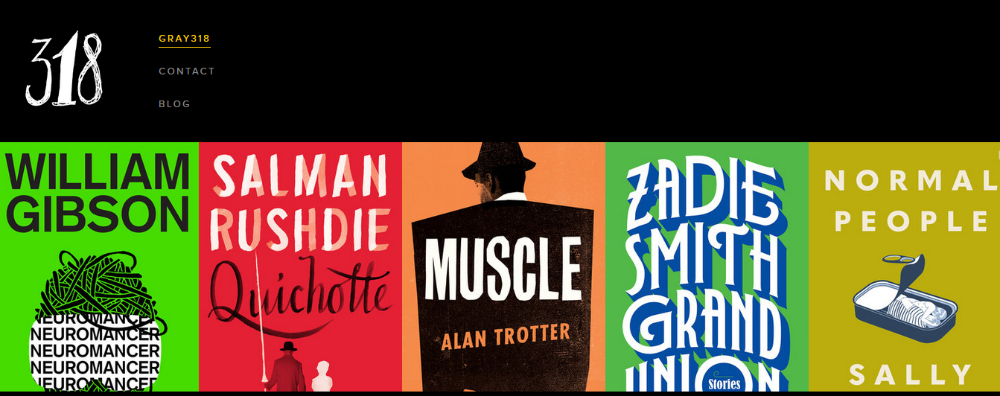 318
GRAY318
CONTACT
BLOG
WILLIAM
GIBSON
NEUROMANCER
NEUROMANCER
NEUROMANCER
NEUROMANCER
NEUROMANCER
SALMAN
RUSHDIE
Quichotte
MUSCLE
ALAN TROTTER
ZADIE
SMITH
GRAND
UNION
Stories
NORMAL
PEOPLE
SALLY